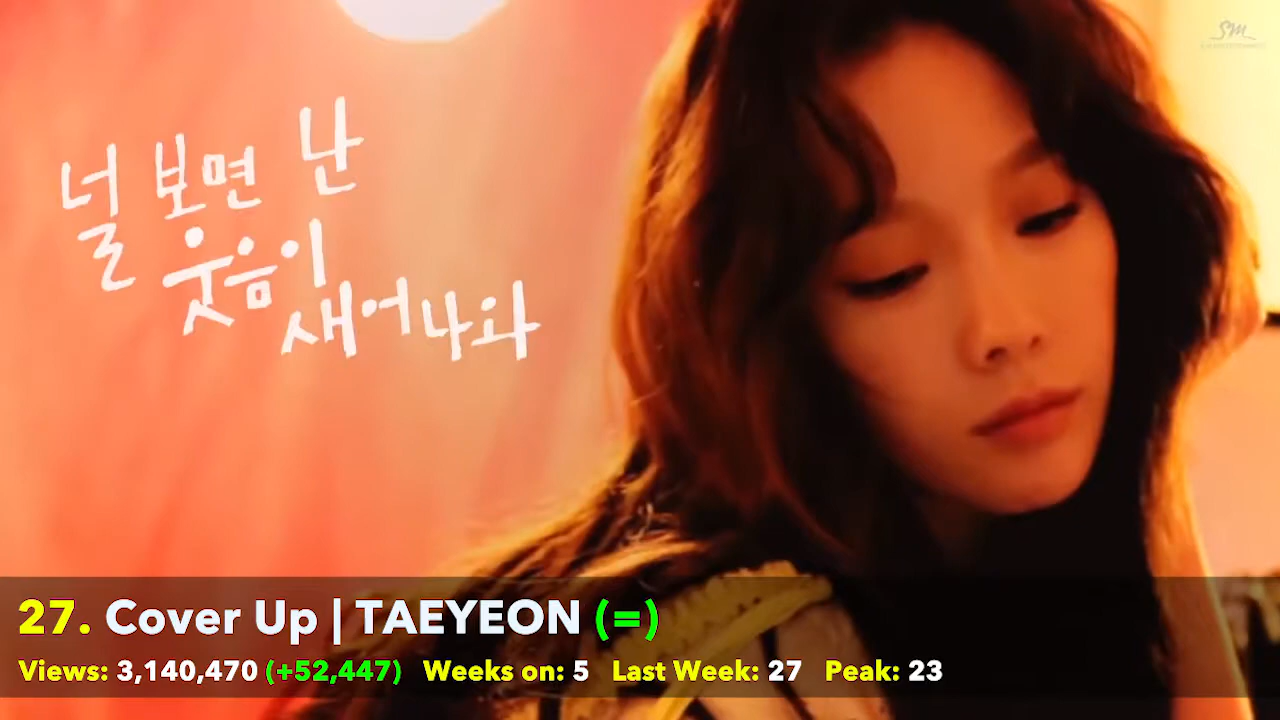 SM
널 보면 난
웃음이
새어나와
27. Cover Up | TAEYEON (=)
Views: 3,140,470 (+52,447) Weeks on: 5 Last Week: 27 Peak: 23